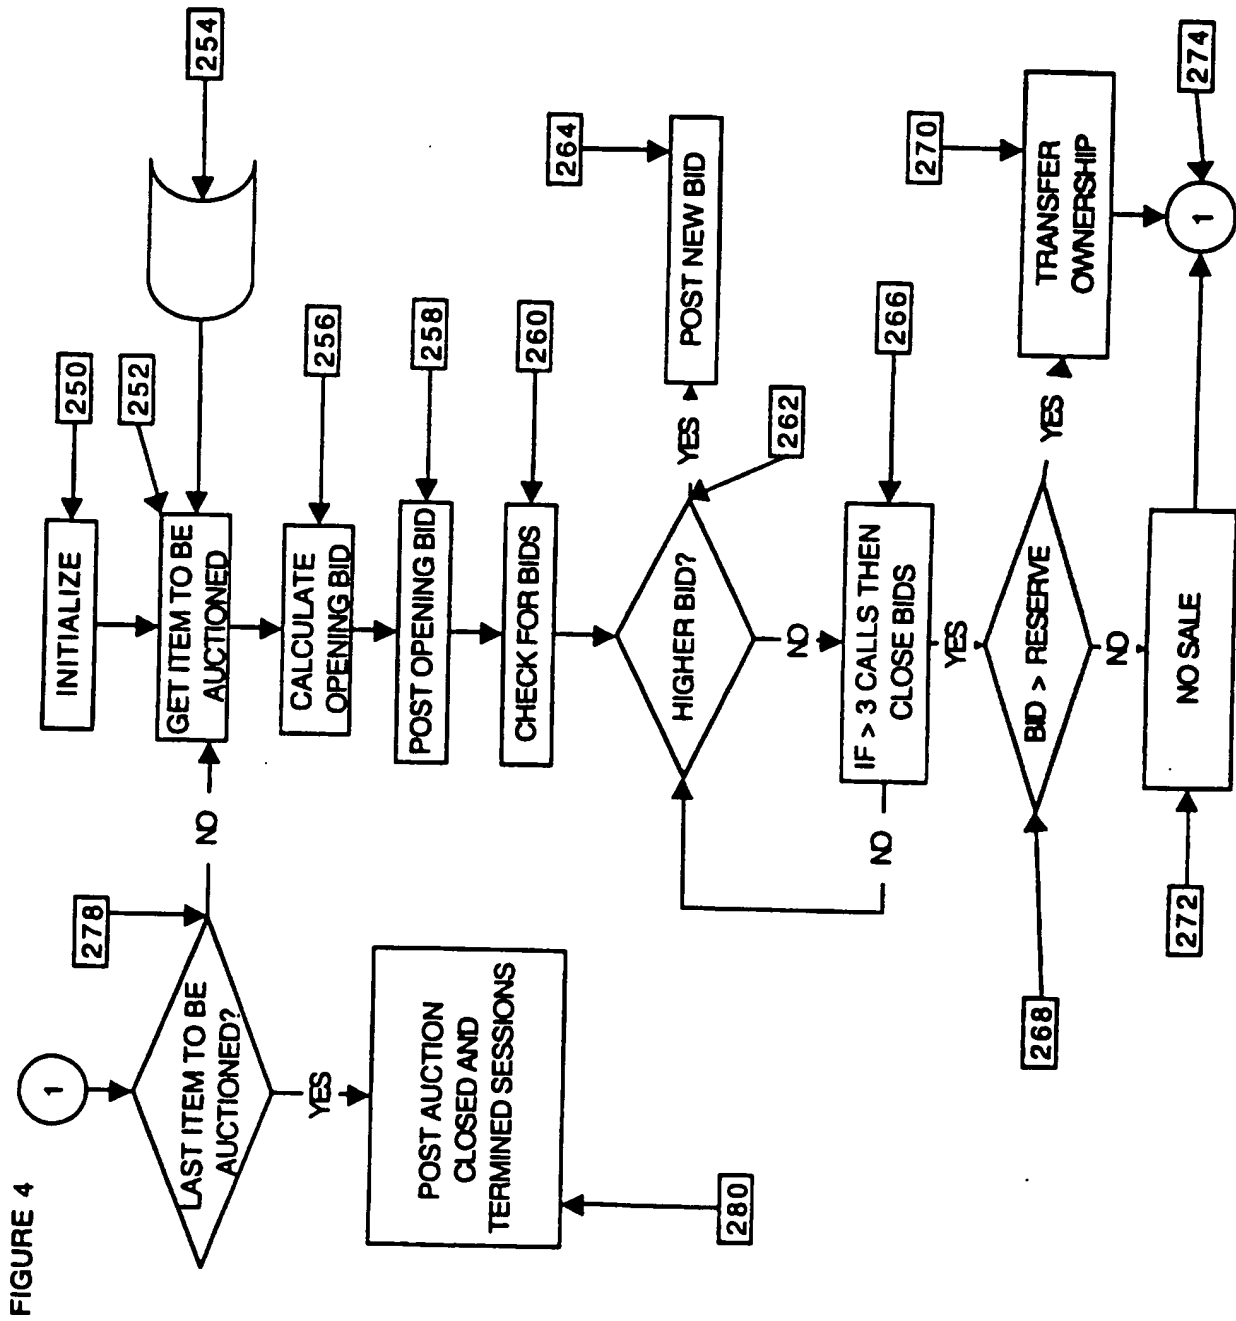 FIGURE 4
1
278
LAST ITEM TO BE
AUCTIONED?
NO
YES
POST AUCTION
CLOSED AND
TERMINED SESSIONS
280
250
INITIALIZE
252
254
GET ITEM TO BE
AUCTIONED
256
CALCULATE
OPENING BID
258
POST OPENING BID
260
CHECK FOR BIDS
262
HIGHER BID?
YES
264
POST NEW BID
NO
266
IF > 3 CALLS THEN
CLOSE BIDS
NO
YES
268
BID > RESERVE
YES
270
TRANSFER
OWNERSHIP
NO
272
NO SALE
274
1